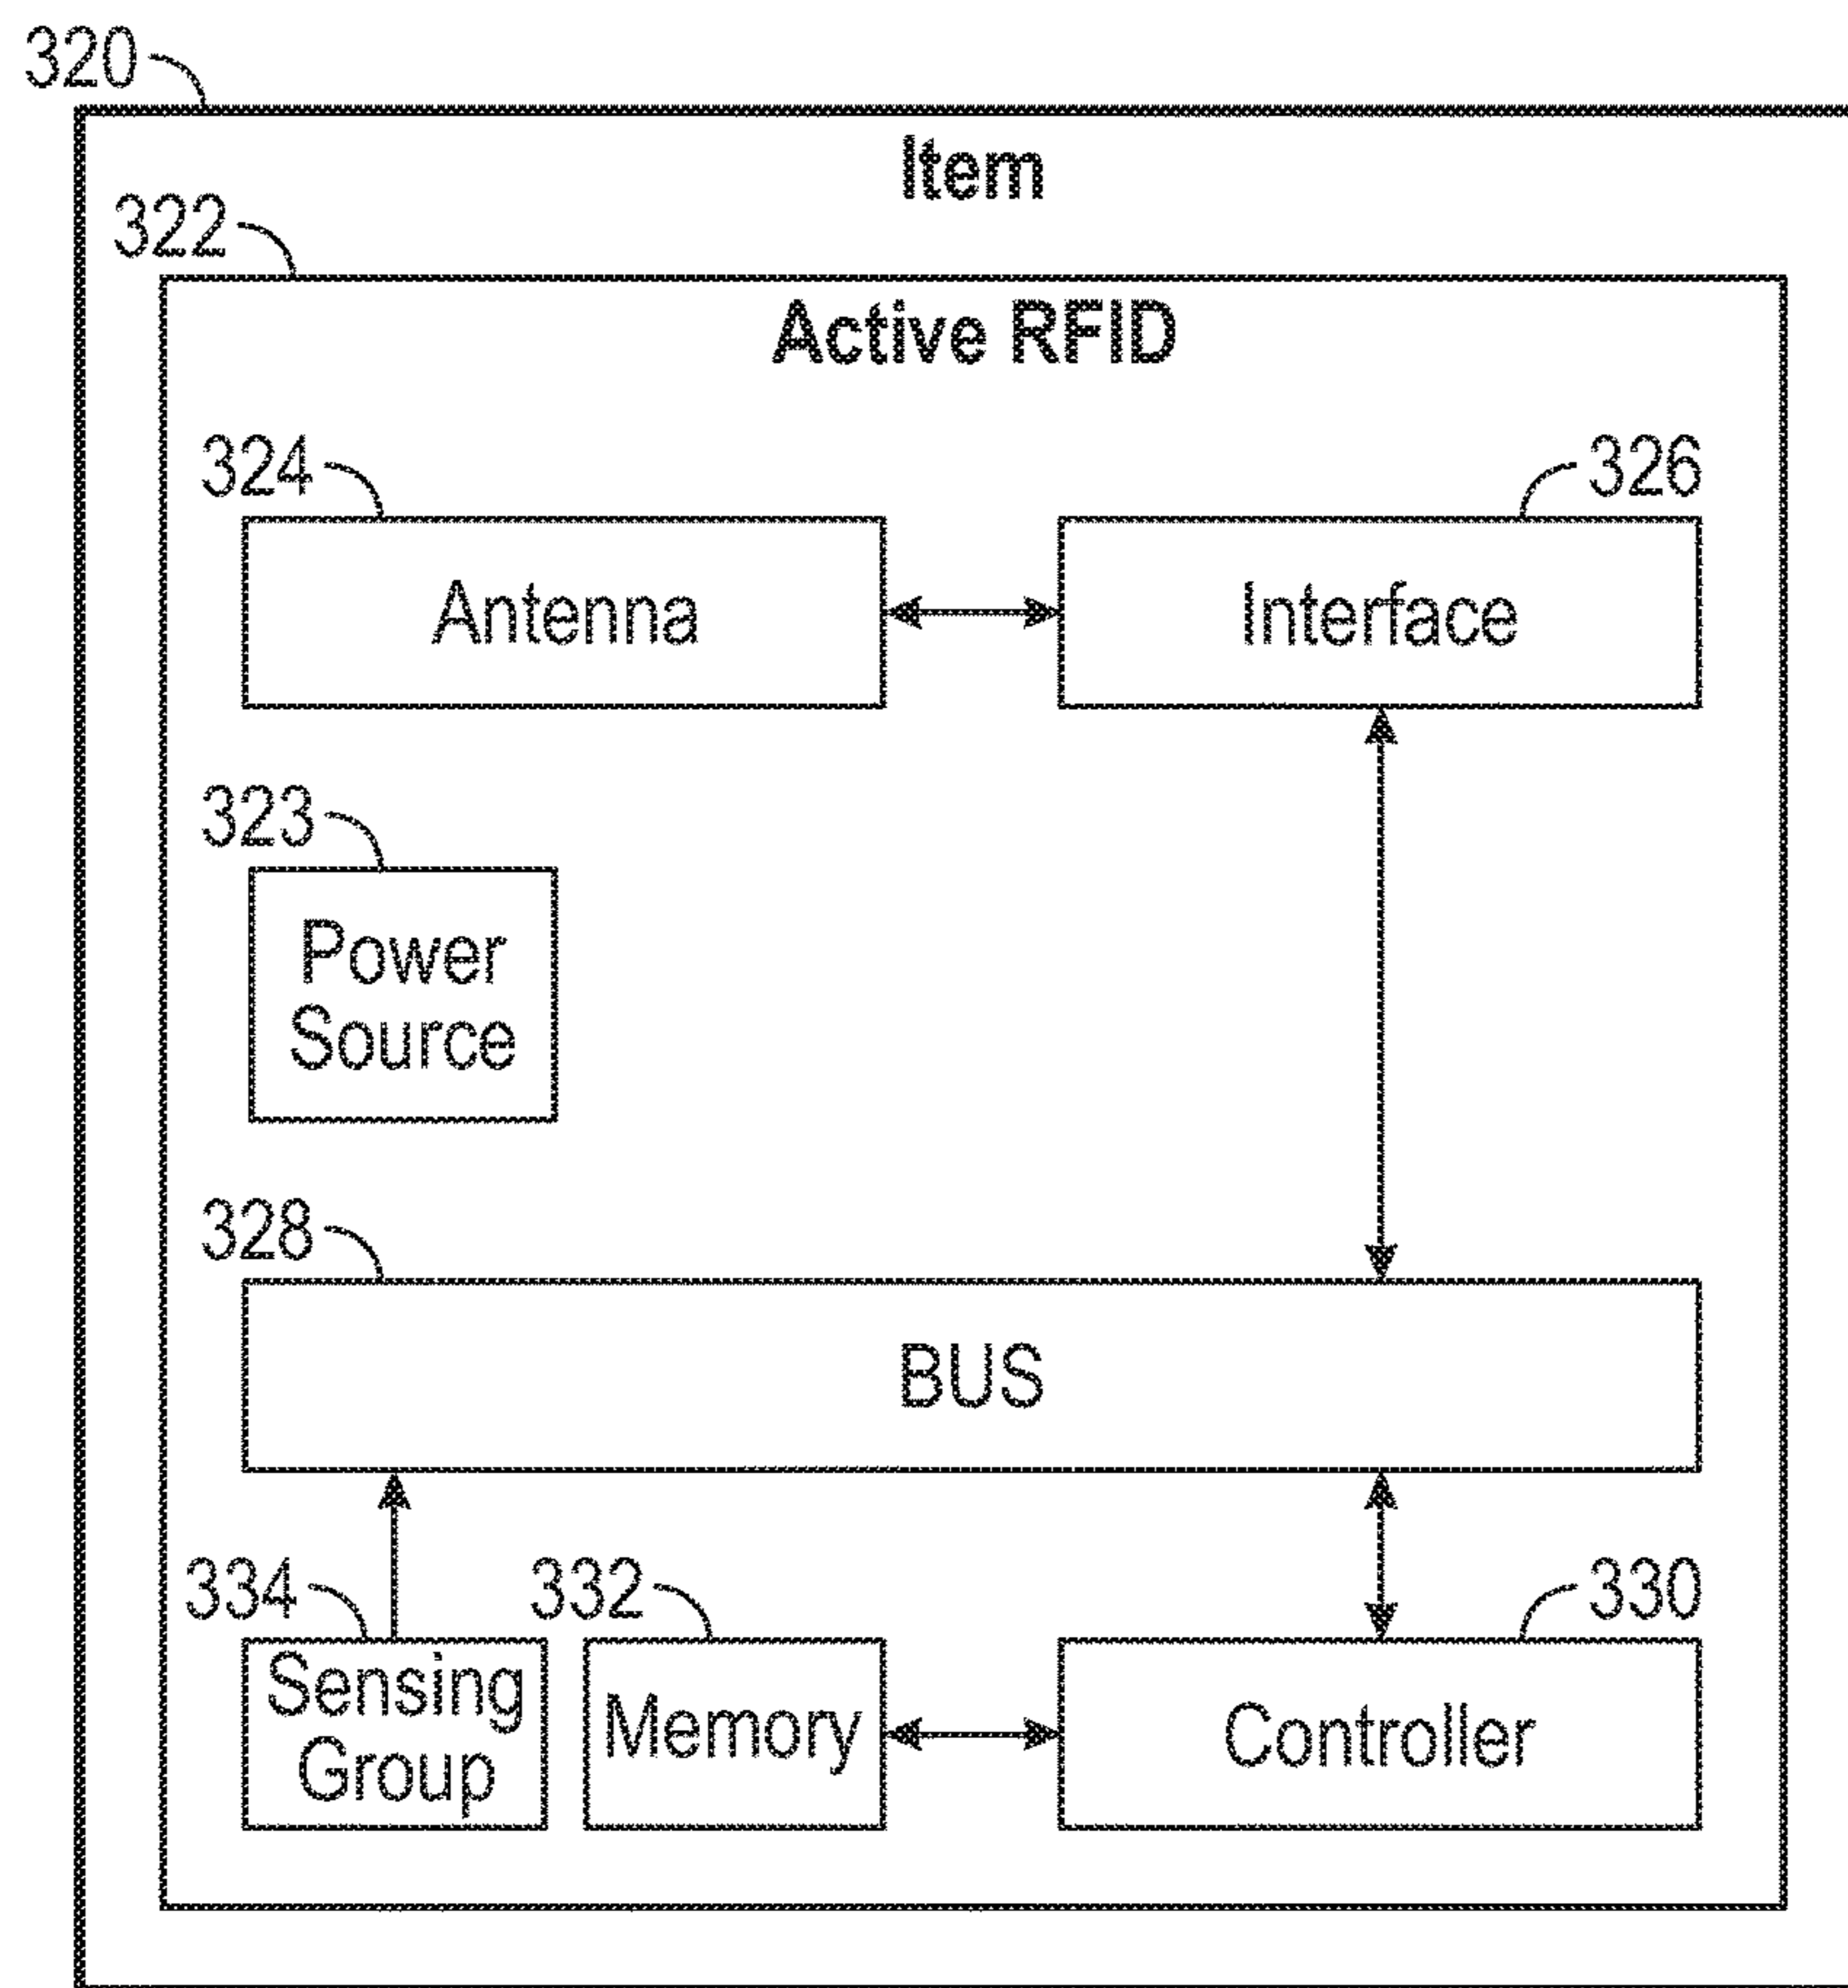 320
Item
322
Active RFID
324
326
Antenna
Interface
323
Power
Source
328
BUS
334
332
330
Sensing
Group
Memory
Controller